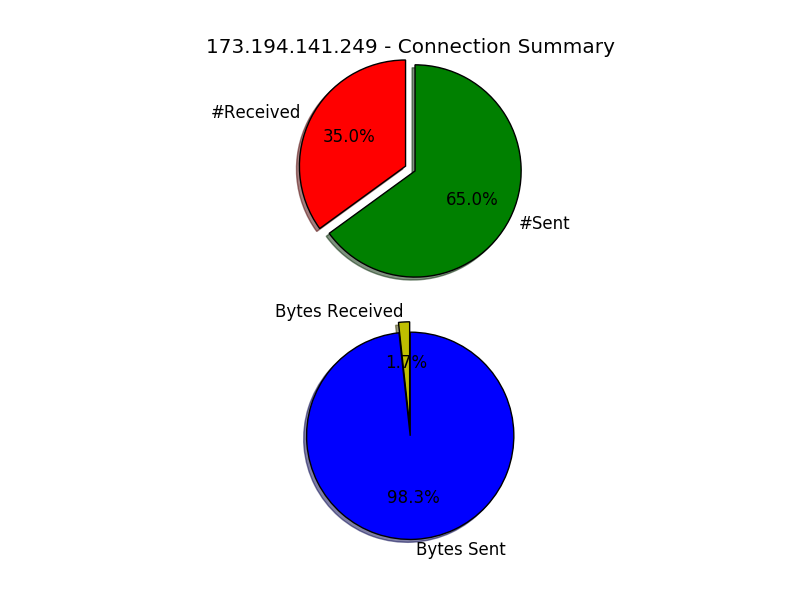 173.194.141.249 - Connection Summary
#Received
35.0%
65.0%
#Sent
Bytes Received
1.7%
98.3%
Bytes Sent